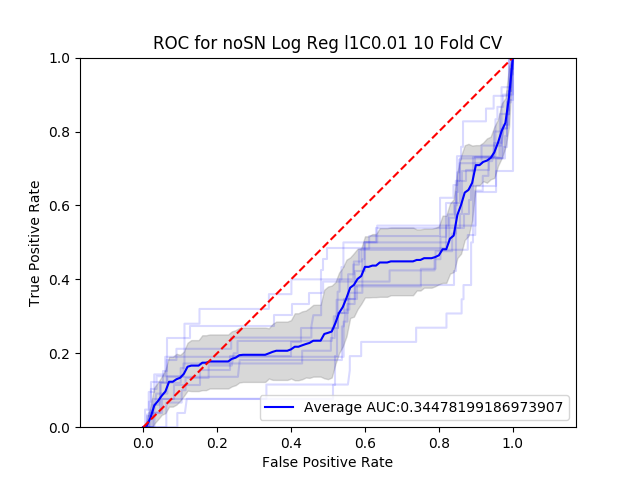 ROC for noSN Log Reg l1C0.01 10 Fold CV
True Positive Rate
1.0
0.8
0.6
0.4
0.2
0.0
Average AUC:0.34478199186973907
0.0 0.2 0.4 0.6 0.8 1.0
False Positive Rate